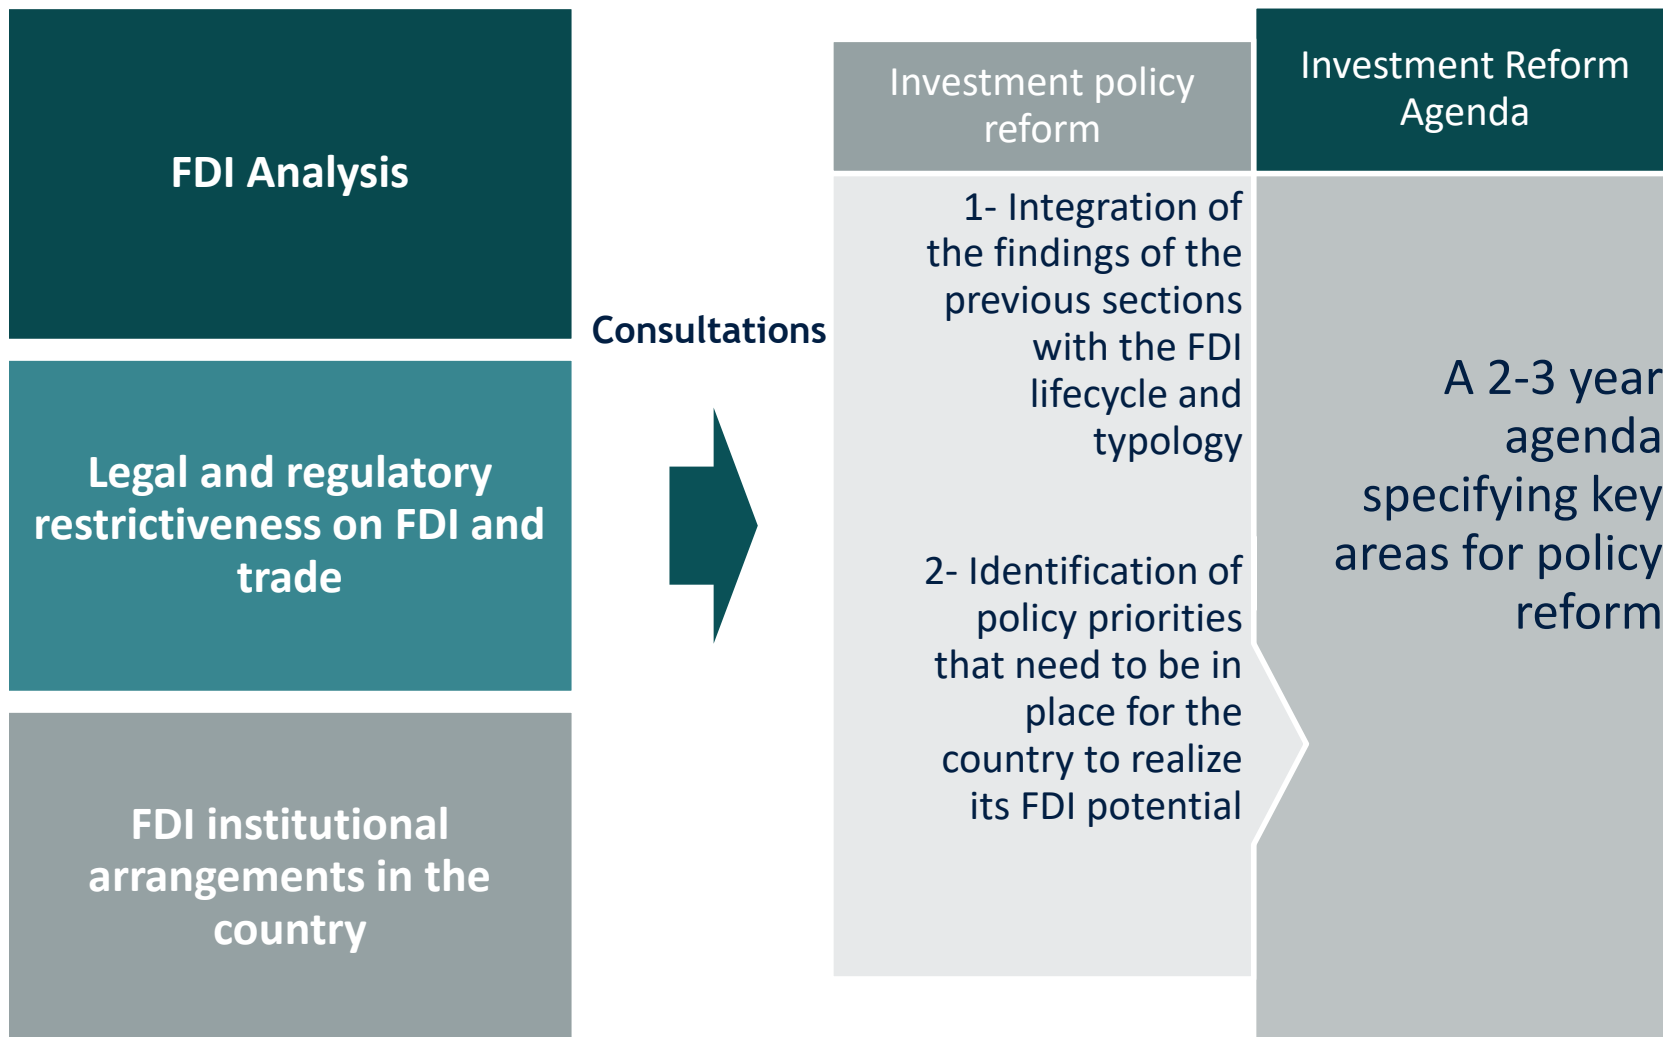 FDI Analysis
Legal and regulatory
restrictiveness on FDI and
trade
FDI institutional
arrangements in the
country
Consultations
Investment policy
reform
1- Integration of
the findings of the
previous sections
with the FDI
lifecycle and
typology
2- Identification of
policy priorities
that need to be in
place for the
country to realize
its FDI potential
Investment Reform
Agenda
A 2-3 year
agenda
specifying key
areas for policy
reform